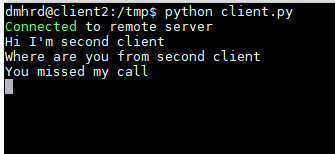 dmhrd@client2:/tmp$ python client.py
Connected to remote server
Hi I'm second client
Where are you from second client
You missed my call